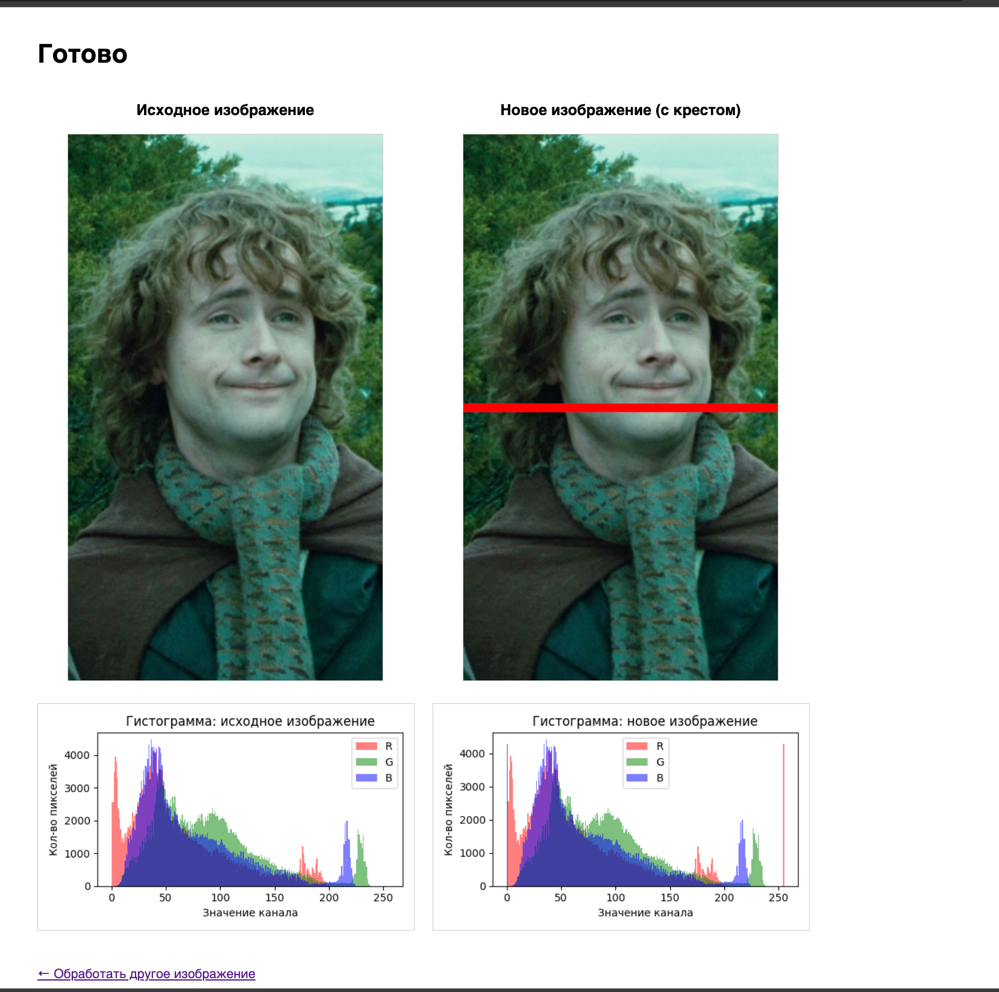 Готово
Исходное изображение
Новое изображение (с крестом)
Гистограмма: исходное изображение
R
G
B
4000
3000
2000
1000
0
Кол-во пикселей
0 50 100 150 200 250
Значение канала
Гистограмма: новое изображение
R
G
B
4000
3000
2000
1000
0
Кол-во пикселей
0 50 100 150 200 250
Значение канала
← Обработать другое изображение